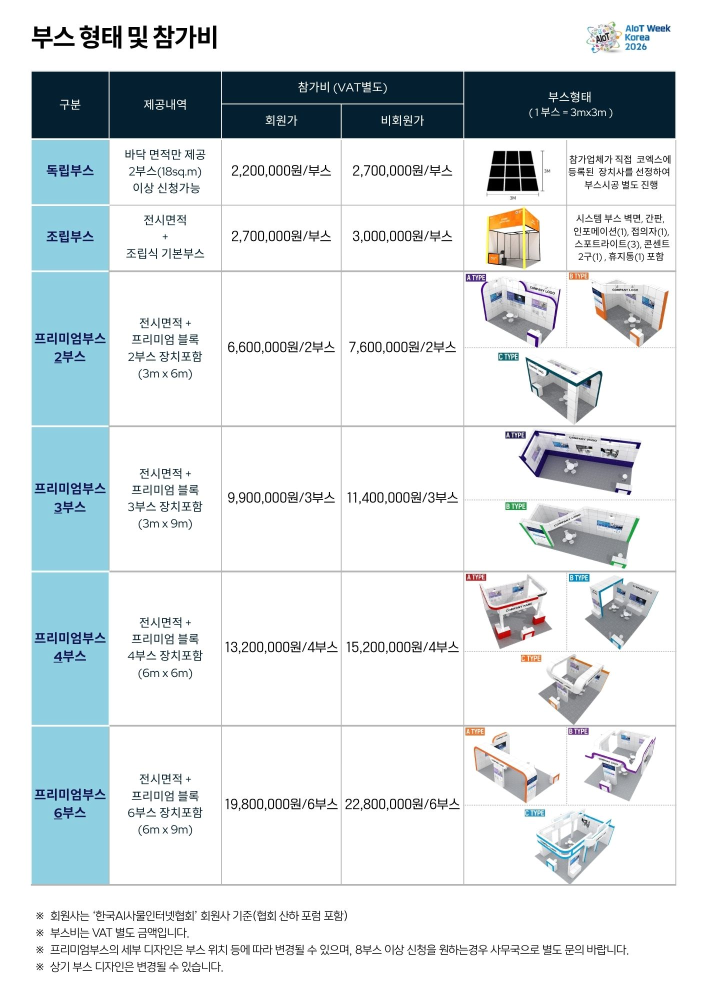 부스 형태 및 참가비
AIoT
AIoT Week
Korea
2026
구분
제공내역
참가비 (VAT별도)
회원가
비회원가
부스형태
( 1 부스 = 3mx3m )
독립부스
바닥 면적만 제공
2부스(18sq.m)
이상 신청가능
2,200,000원/부스
2,700,000원/부스
3M
3M
참가업체가 직접 코엑스에
등록된 장치사를 선정하여
부스시공 별도 진행
조립부스
전시면적
+
조립식 기본부스
2,700,000원/부스
3,000,000원/부스
시스템 부스 벽면, 간판,
인포메이션(1), 접의자(1),
스포트라이트(3), 콘센트
2구(1) , 휴지통(1) 포함
프리미엄부스
2부스
전시면적 +
프리미엄 블록
2부스 장치포함
(3m x 6m)
6,600,000원/2부스
7,600,000원/2부스
A TYPE
COMPANY LOGO
B TYPE
COMPANY LOGO
C TYPE
COMPANY LOGO
프리미엄부스
3부스
전시면적 +
프리미엄 블록
3부스 장치포함
(3m x 9m)
9,900,000원/3부스
11,400,000원/3부스
A TYPE
COMPANY LOGO
B TYPE
COMPANY LOGO
프리미엄부스
4부스
전시면적 +
프리미엄 블록
4부스 장치포함
(6m x 6m)
13,200,000원/4부스
15,200,000원/4부스
A TYPE
COMPANY NAME
B TYPE
COMPANY LOGO
C TYPE
COMPANY LOGO
프리미엄부스
6부스
전시면적 +
프리미엄 블록
6부스 장치포함
(6m x 9m)
19,800,000원/6부스
22,800,000원/6부스
A TYPE
COMPANY LOGO
COMPANY LOGO
B TYPE
COMPANY LOGO
C TYPE
COMPANY LOGO
※ 회원사는 ‘한국AI사물인터넷협회’ 회원사 기준(협회 산하 포럼 포함)
※ 부스비는 VAT 별도 금액입니다.
※ 프리미엄부스의 세부 디자인은 부스 위치 등에 따라 변경될 수 있으며, 8부스 이상 신청을 원하는경우 사무국으로 별도 문의 바랍니다.
※ 상기 부스 디자인은 변경될 수 있습니다.